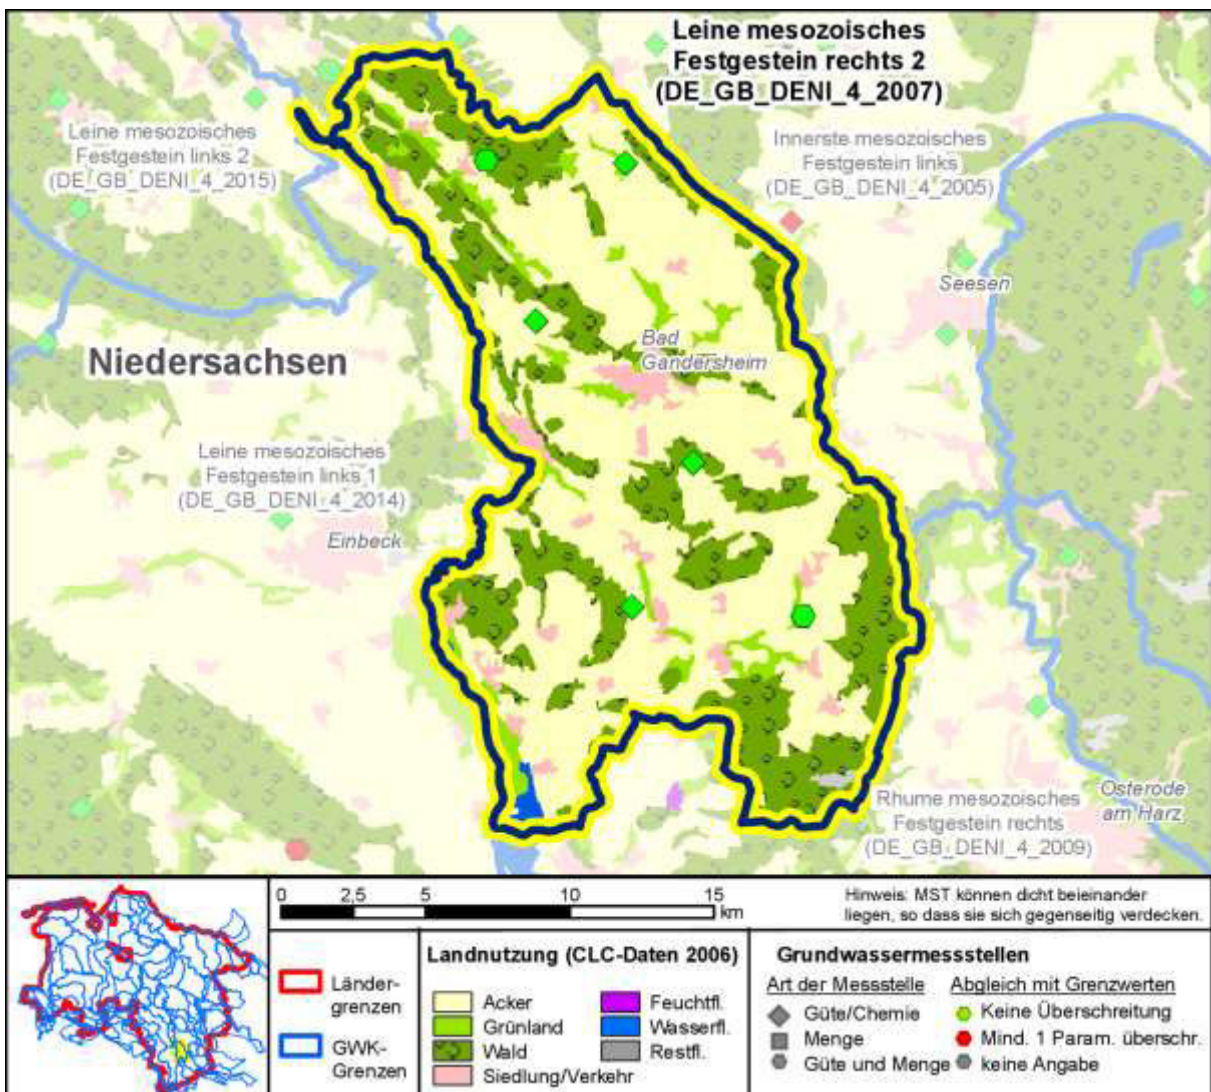 Leine mesozoisches
Festgestein rechts 2
(DE_GB_DENI_4_2007)
Leine mesozoisches
Festgestein links 2
(DE_GB_DENI_4_2015)
Innerste mesozoisches
Festgestein links
(DE_GB_DENI_4_2005)
Seesen
Bad
Gandersheim
Niedersachsen
Leine mesozoisches
Festgestein links 1
(DE_GB_DENI_4_2014)
Einbeck
Rhume mesozoisches
Festgestein rechts
(DE_GB_DENI_4_2009)
Osterode
am Harz
0 2,5 5 10 15
km
Hinweis: MST können dicht beieinander
liegen, so dass sie sich gegenseitig verdecken.
Länder-
grenzen
GWK-
Grenzen
Landnutzung (CLC-Daten 2006)
Acker
Grünland
Wald
Siedlung/Verkehr
Feuchtfl.
Wasserfl.
Restfl.
Grundwassermessstellen
Art der Messstelle
Güte/Chemie
Menge
Güte und Menge
Abgleich mit Grenzwerten
Keine Überschreitung
Mind. 1 Param. überschr.
keine Angabe